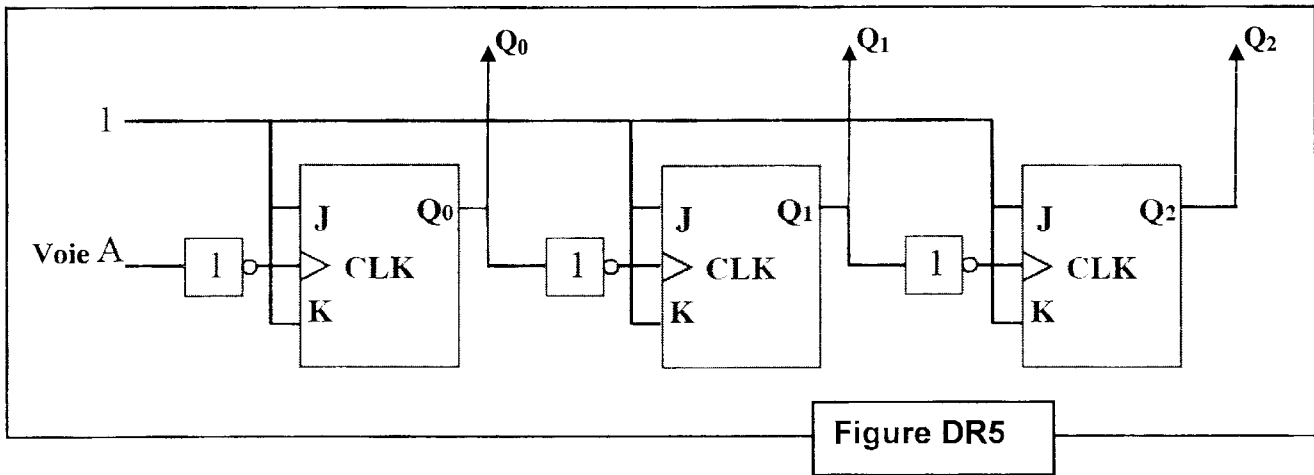 Q₀ Q₁ Q₂
1
J Q₀ J Q₁ J Q₂
Voie A 1 CLK 1 CLK 1 CLK
K K K
Figure DR5